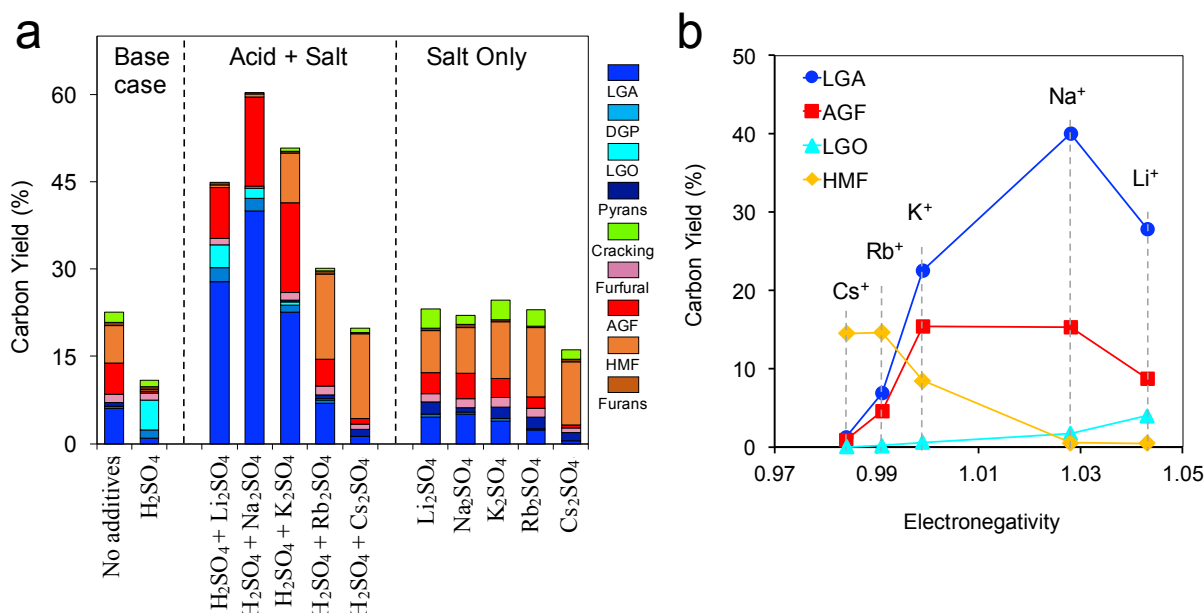 a
Base
case
Acid + Salt
Salt Only
60
45
30
15
0
Carbon Yield (%)
No additives
H₂SO₄
H₂SO₄ + Li₂SO₄
H₂SO₄ + Na₂SO₄
H₂SO₄ + K₂SO₄
H₂SO₄ + Rb₂SO₄
H₂SO₄ + Cs₂SO₄
Li₂SO₄
Na₂SO₄
K₂SO₄
Rb₂SO₄
Cs₂SO₄
LGA
DGP
LGO
Pyrans
Cracking
Furfural
AGF
HMF
Furans
b
50
40
30
20
10
0
Carbon Yield (%)
LGA
AGF
LGO
HMF
Cs⁺
Rb⁺
K⁺
Na⁺
Li⁺
0.97
0.99
1.01
1.03
1.05
Electronegativity